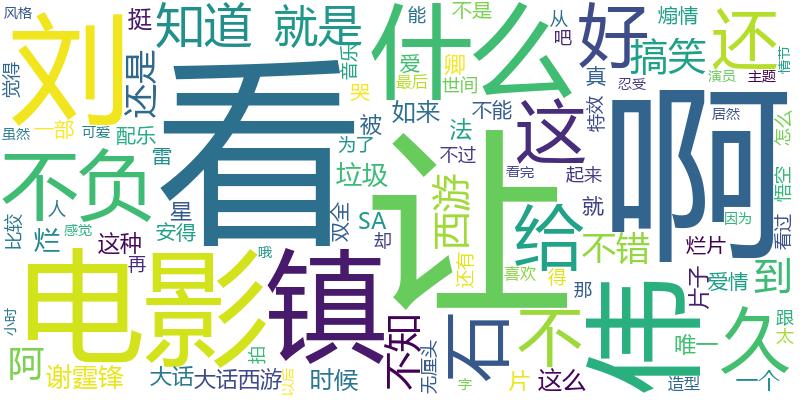 风格
挺
知道
就是
什么
能
不是
从
吧
好
煽情
还
情节
刘
还是
看
音乐
哭
爱
最后
卿
世间
搞笑
真
忍受
演员
主题
觉得
虽然
一部
可爱
配乐
雷
被
为了
如来
法
不能
这
特效
居然
啊
怎么
不负
星
垃圾
不过
看完
起来
悟空
比较
人
烂
感觉
这种
安得
双全
SA
却
让
西游
还有
给
就
不错
烂片
因为
看过
电影
再
哦
镇
喜欢
得
那
片子
爱情
到
小时
阿
谢霆锋
大话
拍
大话西游
以后
时候
不知
无厘头
石
字
不
片
这么
伟
唯一
造型
久
跟
太
一个